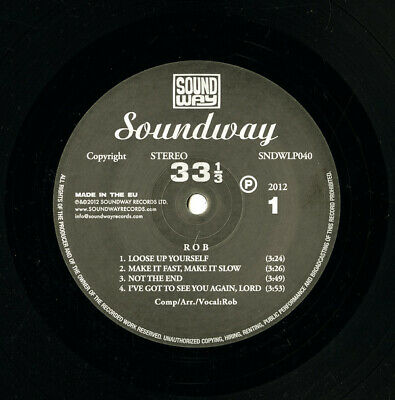 SOUND
WAY
Soundway
Copyright STEREO SNDWLP040
33 1/3
MADE IN THE EU
℗&©2012 SOUNDWAY RECORDS LTD.
www.SOUNDWAYRECORDS.COM
info@soundwayrecords.com
P 2012
1
ROB
1. LOOSE UP YOURSELF (3:24)
2. MAKE IT FAST, MAKE IT SLOW (3:26)
3. NOT THE END (3:49)
4. I'VE GOT TO SEE YOU AGAIN, LORD (3:53)
Comp/Arr./Vocal:Rob
ALL RIGHTS OF THE PRODUCER AND OF THE OWNER OF THE RECORDED WORK RESERVED. UNAUTHORIZED COPYING, HIRING, RENTING, PUBLIC PERFORMANCE AND BROADCASTING OF THIS RECORD PROHIBITED.